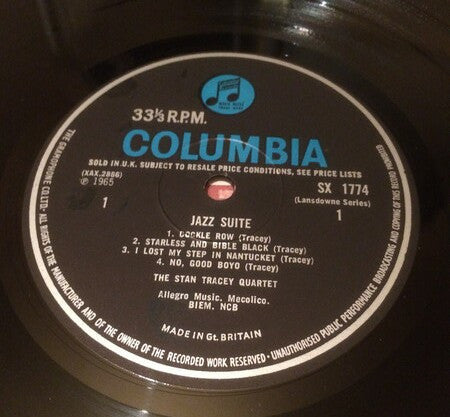 33⅓ R.P.M.
COLUMBIA
SOLD IN U.K. SUBJECT TO RESALE PRICE CONDITIONS, SEE PRICE LISTS
(XAX.2886)
℗ 1965
1
SX 1774
(Lansdowne Series)
1
JAZZ SUITE
1. COCKLE ROW (Tracey)
2. STARLESS AND BIBLE BLACK (Tracey)
3. I LOST MY STEP IN NANTUCKET (Tracey)
4. NO, GOOD BOYO (Tracey)
THE STAN TRACEY QUARTET
Allegro Music. Mecolico.
BIEM. NCB
MADE IN Gt. BRITAIN
THE GRAMOPHONE CO. LTD. ALL RIGHTS OF THE MANUFACTURER AND OF THE OWNER OF THE RECORDED WORK RESERVED · UNAUTHORISED PUBLIC PERFORMANCE BROADCASTING AND COPYING OF THIS RECORD PROHIBITED